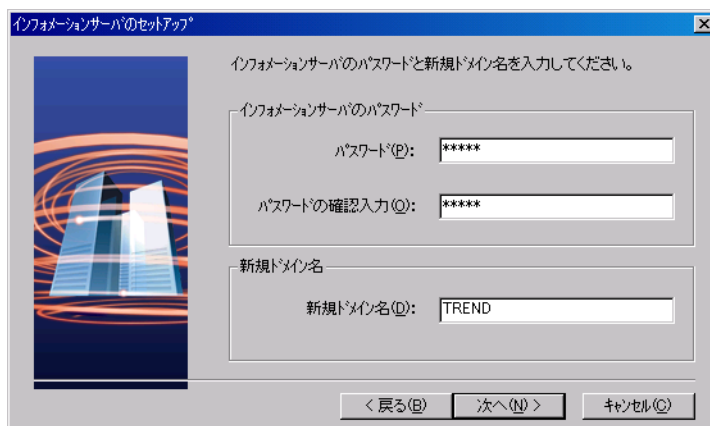 インフォメーションサーバのセットアップ
インフォメーションサーバのパスワードと新規ドメイン名を入力してください。
インフォメーションサーバのパスワード
パスワード(P): *****
パスワードの確認入力(O): *****
新規ドメイン名
新規ドメイン名(D): TREND
< 戻る(B) 次へ(N) > キャンセル(C)